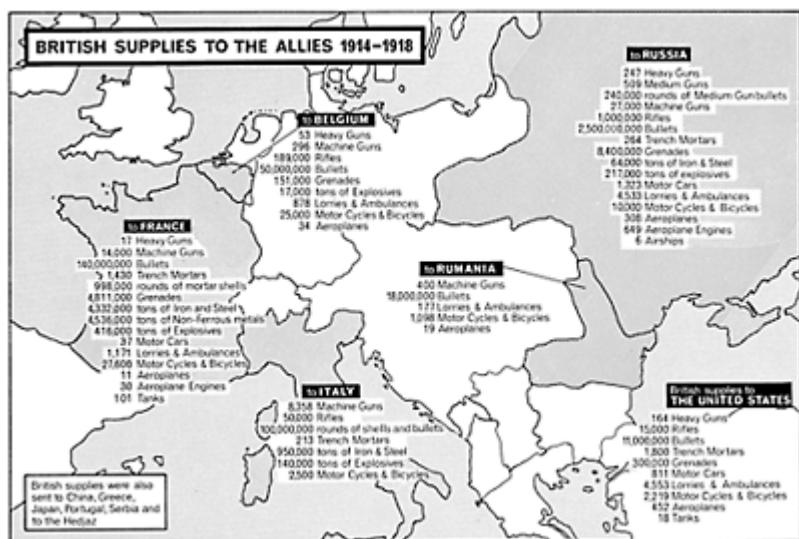 BRITISH SUPPLIES TO THE ALLIES 1914–1918
to RUSSIA
247 Heavy Guns
509 Medium Guns
240,000 rounds of Medium Gun bullets
27,000 Machine Guns
1,000,000 Rifles
2,500,000,000 Bullets
264 Trench Mortars
8,400,000 Grenades
64,000 tons of Iron & Steel
217,000 tons of explosives
1,323 Motor Cars
4,533 Lorries & Ambulances
10,000 Motor Cycles & Bicycles
308 Aeroplanes
649 Aeroplane Engines
6 Airships
to BELGIUM
53 Heavy Guns
296 Machine Guns
189,000 Rifles
50,000,000 Bullets
151,000 Grenades
17,000 tons of Explosives
878 Lorries & Ambulances
25,000 Motor Cycles & Bicycles
34 Aeroplanes
to FRANCE
17 Heavy Guns
14,000 Machine Guns
140,000,000 Bullets
1,430 Trench Mortars
998,000 rounds of mortar shells
4,811,000 Grenades
4,332,000 tons of Iron and Steel
4,536,000 tons of Non-Ferrous metals
416,000 tons of Explosives
37 Motor Cars
1,171 Lorries & Ambulances
27,606 Motor Cycles & Bicycles
11 Aeroplanes
30 Aeroplane Engines
101 Tanks
to RUMANIA
400 Machine Guns
18,000,000 Bullets
177 Lorries & Ambulances
1,098 Motor Cycles & Bicycles
19 Aeroplanes
to ITALY
8,358 Machine Guns
50,000 Rifles
100,000,000 rounds of shells and bullets
213 Trench Mortars
950,000 tons of Iron & Steel
140,000 tons of Explosives
2,500 Motor Cycles & Bicycles
British supplies to
THE UNITED STATES
164 Heavy Guns
15,000 Rifles
11,000,000 Bullets
1,800 Trench Mortars
300,000 Grenades
811 Motor Cars
4,553 Lorries & Ambulances
2,219 Motor Cycles & Bicycles
452 Aeroplanes
18 Tanks
British supplies were also
sent to China, Greece,
Japan, Portugal, Serbia and
to the Hedjaz